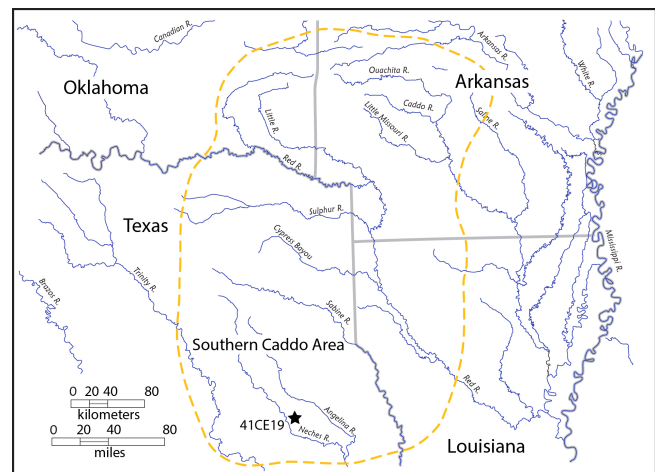 Canadian R.
Arkansas R.
White R.
Oklahoma
Ouachita R.
Arkansas
Caddo R.
Little R.
Little Missouri R.
Saline R.
Red R.
Sulphur R.
Texas
Cypress Bayou
Mississippi R.
Trinity R.
Brazos R.
Sabine R.
Southern Caddo Area
Red R.
0 20 40 80
kilometers
41CE19
Angelina R.
Neches R.
0 20 40 80
miles
Louisiana